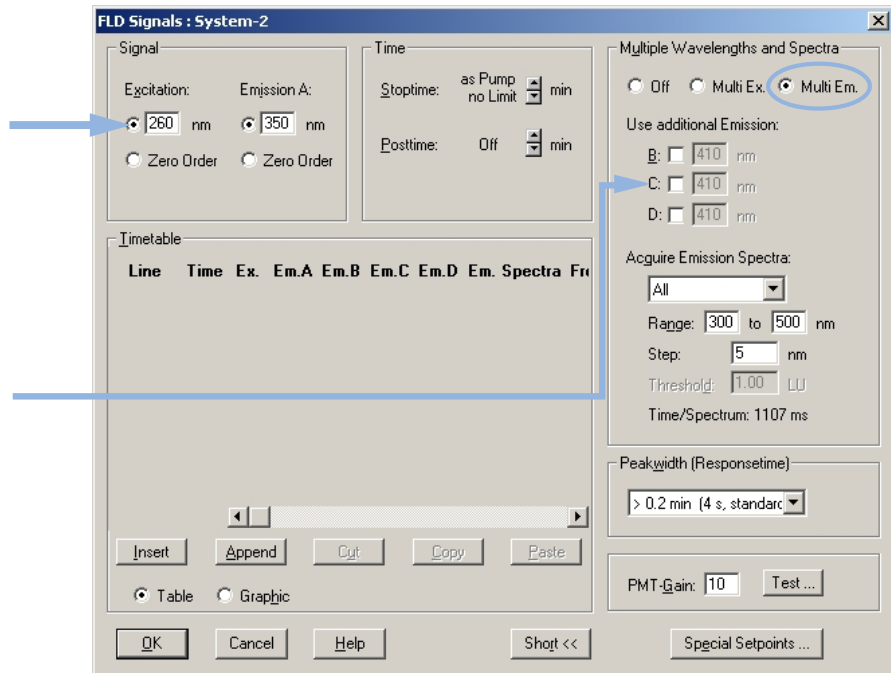 FLD Signals : System-2
Signal
Excitation: Emission A:
260 nm 350 nm
Zero Order Zero Order
Time
Stoptime: as Pump no Limit min
Posttime: Off min
Multiple Wavelengths and Spectra
Off Multi Ex. Multi Em.
Use additional Emission:
B: 410 nm
C: 410 nm
D: 410 nm
Acquire Emission Spectra:
All
Range: 300 to 500 nm
Step: 5 nm
Threshold: 1.00 LU
Time/Spectrum: 1107 ms
Timetable
Line Time Ex. Em.A Em.B Em.C Em.D Em. Spectra Fre
Insert Append Cut Copy Paste
Table Graphic
Peakwidth (Responsetime)
> 0.2 min (4 s, standarc
PMT-Gain: 10 Test ...
OK Cancel Help Short << Special Setpoints ...